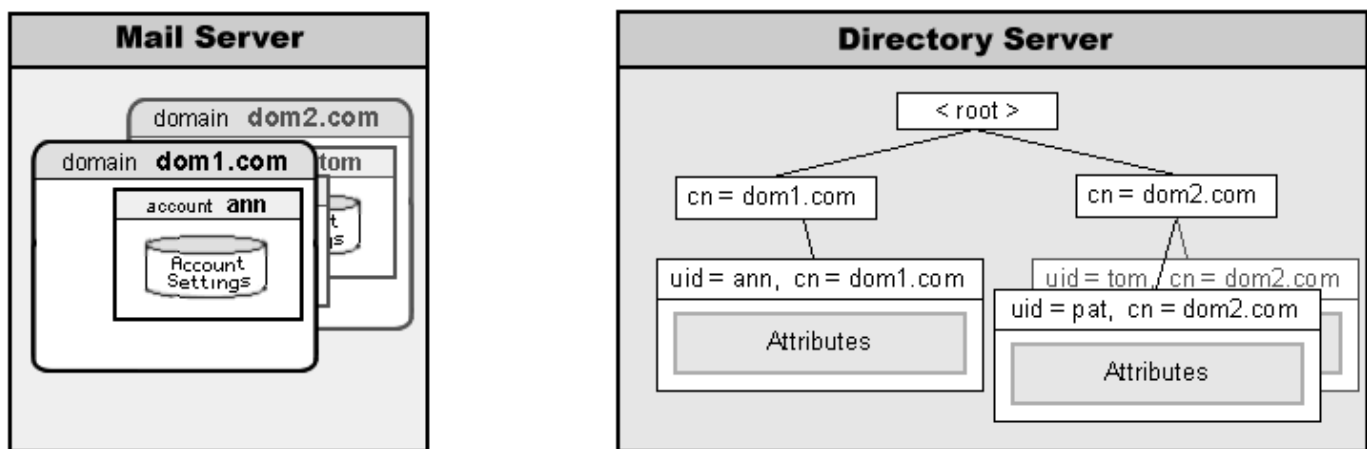 Mail Server
domain dom2.com
tom
domain dom1.com
account ann
Account
Settings
Directory Server
< root >
cn = dom1.com
cn = dom2.com
uid = ann, cn = dom1.com
Attributes
uid = tom, cn = dom2.com
uid = pat, cn = dom2.com
Attributes